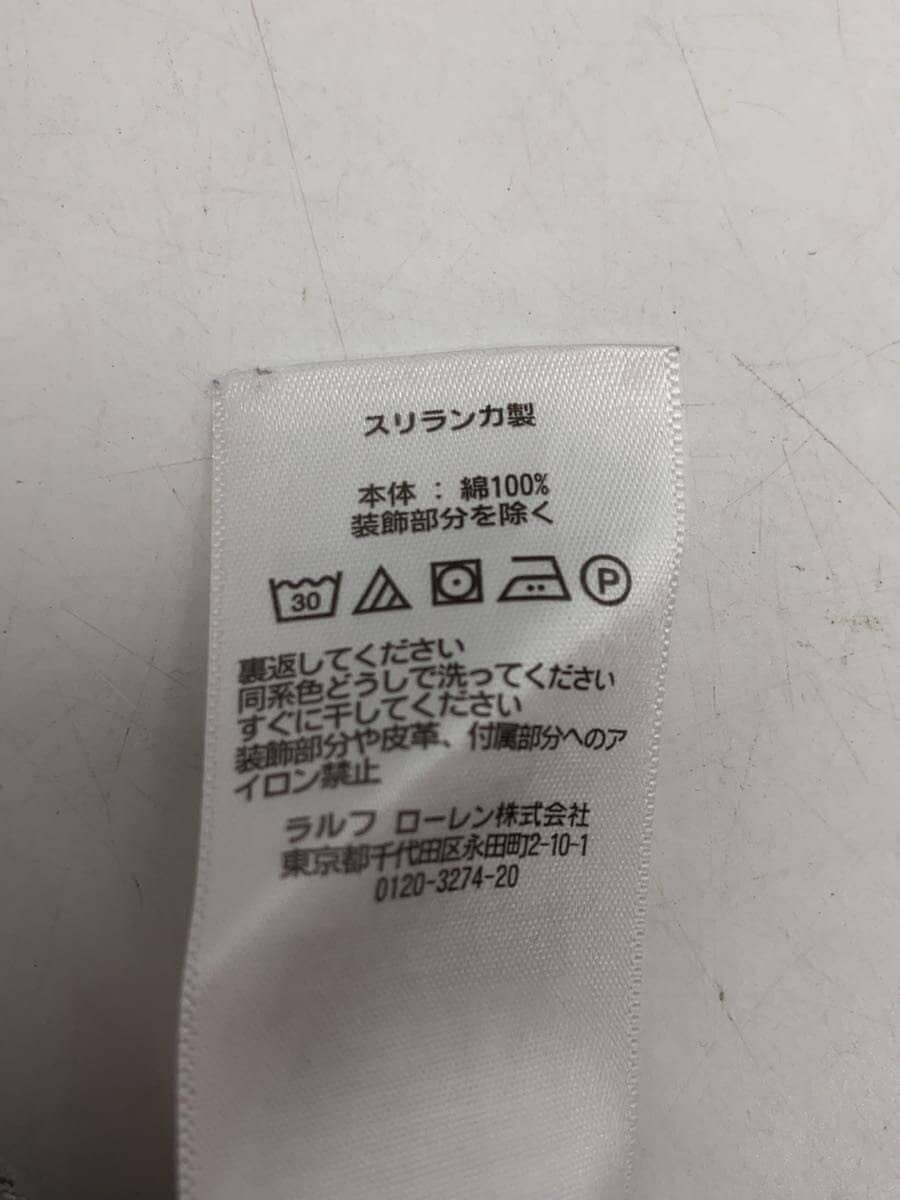 スリランカ製
本体 : 綿100%
装飾部分を除く
30
P
裏返してください
同系色どうしで洗ってください
すぐに干してください
装飾部分や皮革、付属部分へのア
イロン禁止
ラルフ ローレン株式会社
東京都千代田区永田町2-10-1
0120-3274-20